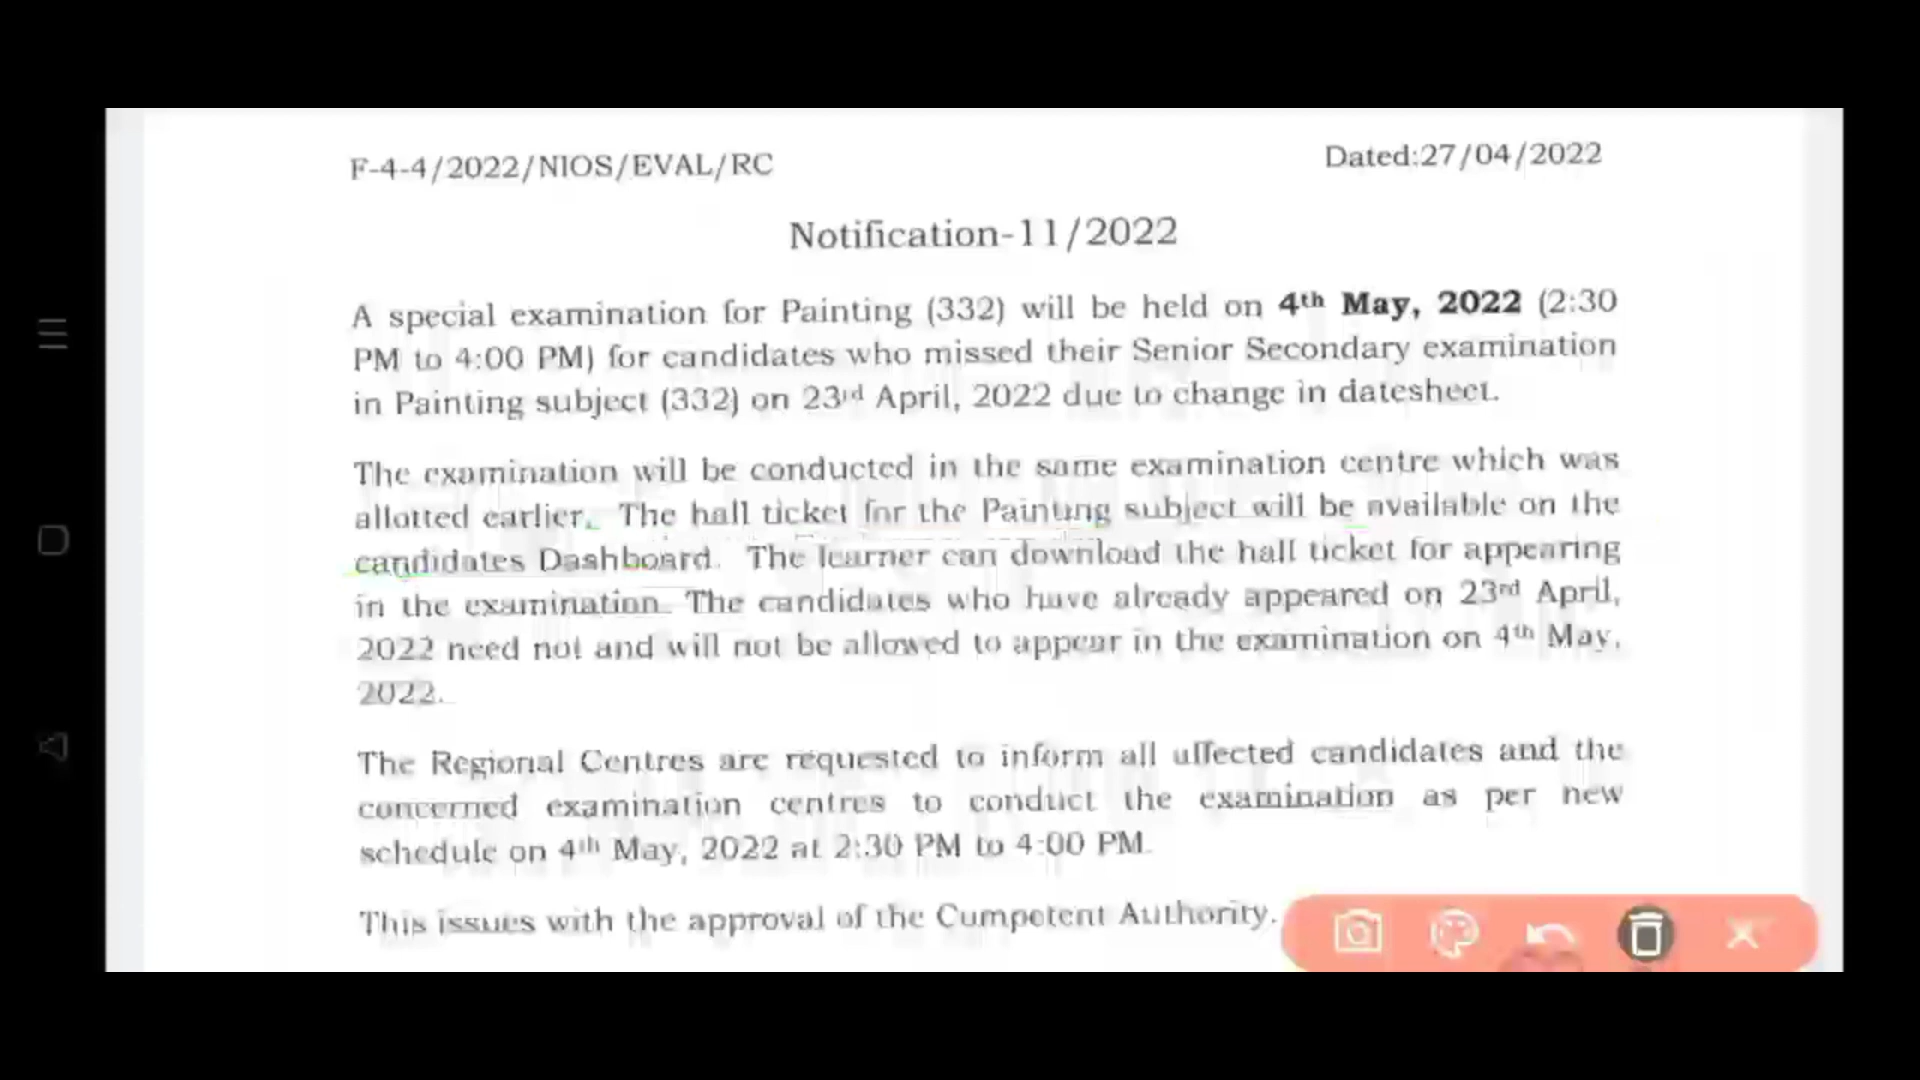 F-4-4/2022/NIOS/EVAL/RC
Dated:27/04/2022
Notification-11/2022
A special examination for Painting (332) will be held on 4th May, 2022 (2:30
PM to 4:00 PM) for candidates who missed their Senior Secondary examination
in Painting subject (332) on 23rd April, 2022 due to change in datesheet.
The examination will be conducted in the same examination centre which was
allotted earlier. The hall ticket for the Painting subject will be available on the
candidates Dashboard. The learner can download the hall ticket for appearing
in the examination. The candidates who have already appeared on 23rd April,
2022 need not and will not be allowed to appear in the examination on 4th May,
2022.
The Regional Centres are requested to inform all affected candidates and the
concerned examination centres to conduct the examination as per new
schedule on 4th May, 2022 at 2:30 PM to 4:00 PM.
This issues with the approval of the Competent Authority.